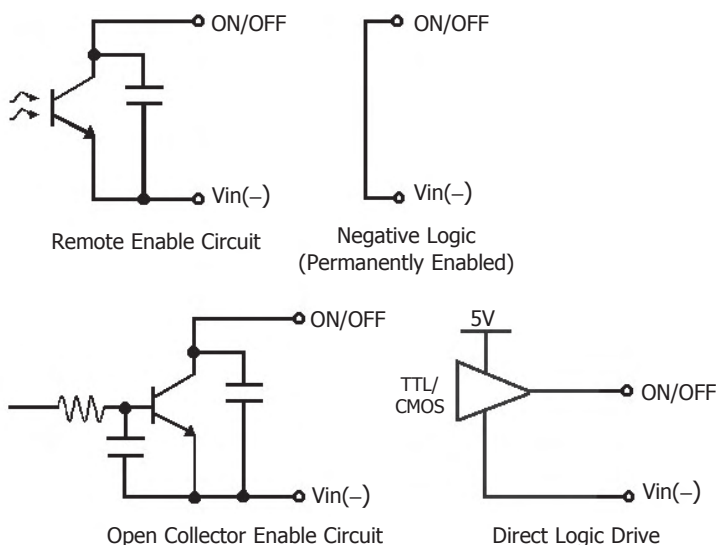 ON/OFF
Vin(–)
Remote Enable Circuit
ON/OFF
Vin(–)
Negative Logic
(Permanently Enabled)
ON/OFF
Vin(–)
Open Collector Enable Circuit
5V
TTL/
CMOS
ON/OFF
Vin(–)
Direct Logic Drive